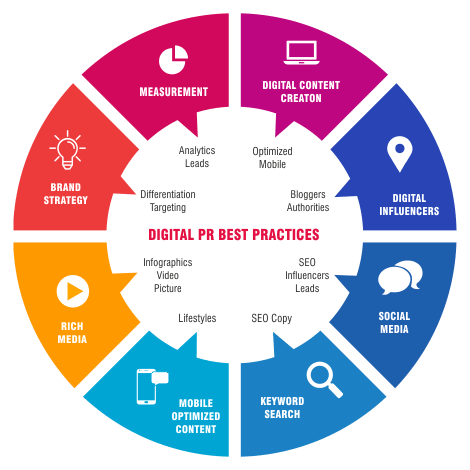 MEASUREMENT
DIGITAL CONTENT
CREATON
Analytics
Leads
Optimized
Mobile
BRAND
STRATEGY
Differentiation
Targeting
Bloggers
Authorities
DIGITAL
INFLUENCERS
DIGITAL PR BEST PRACTICES
Infographics
Video
Picture
SEO
Influencers
Leads
RICH
MEDIA
SOCIAL
MEDIA
Lifestyles
SEO Copy
MOBILE
OPTIMIZED
CONTENT
KEYWORD
SEARCH